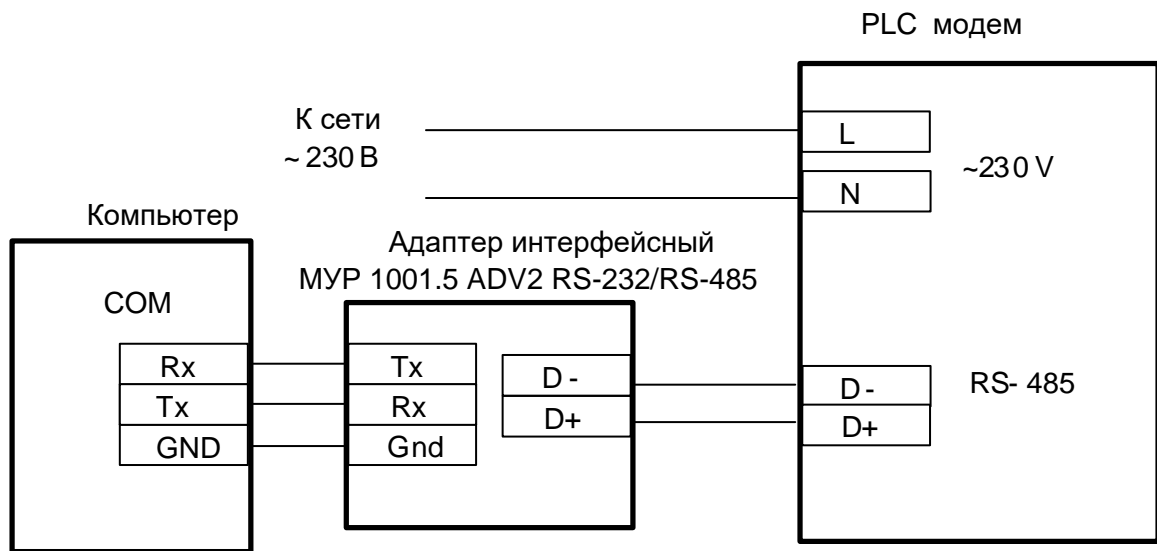 PLC модем
К сети
~ 230 В
L
~230 V
N
Компьютер
Адаптер интерфейсный
МУР 1001.5 ADV2 RS-232/RS-485
COM
Rx
Tx
GND
Tx
Rx
Gnd
D -
D+
D -
D+
RS- 485